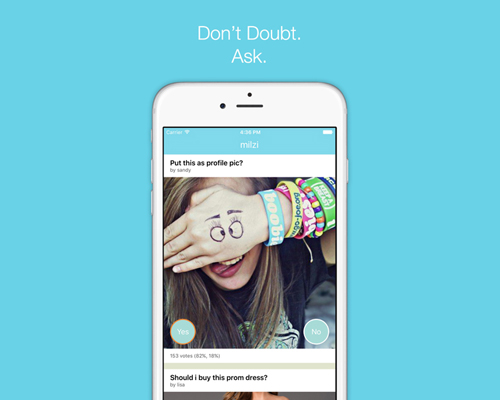 Don't Doubt.
Ask.
Carrier 4:26 PM
milzi
Put this as profile pic?
by sandy
Yes
No
153 votes (82%, 18%)
Should i buy this prom dress?
by lisa